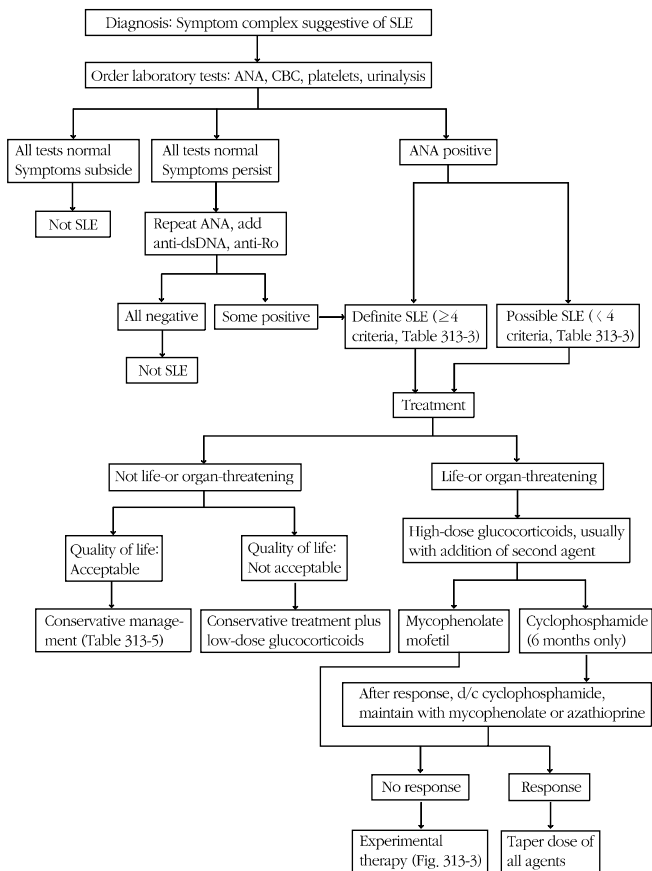 Diagnosis: Symptom complex suggestive of SLE
Order laboratory tests: ANA, CBC, platelets, urinalysis
All tests normal
Symptoms subside
All tests normal
Symptoms persist
ANA positive
Not SLE
Repeat ANA, add
anti-dsDNA, anti-Ro
All negative
Some positive
Definite SLE (≥4
criteria, Table 313-3)
Possible SLE (< 4
criteria, Table 313-3)
Not SLE
Treatment
Not life-or organ-threatening
Life-or organ-threatening
Quality of life:
Acceptable
Quality of life:
Not acceptable
High-dose glucocorticoids, usually
with addition of second agent
Conservative manage-
ment (Table 313-5)
Conservative treatment plus
low-dose glucocorticoids
Mycophenolate
mofetil
Cyclophosphamide
(6 months only)
After response, d/c cyclophosphamide,
maintain with mycophenolate or azathioprine
No response
Response
Experimental
therapy (Fig. 313-3)
Taper dose of
all agents